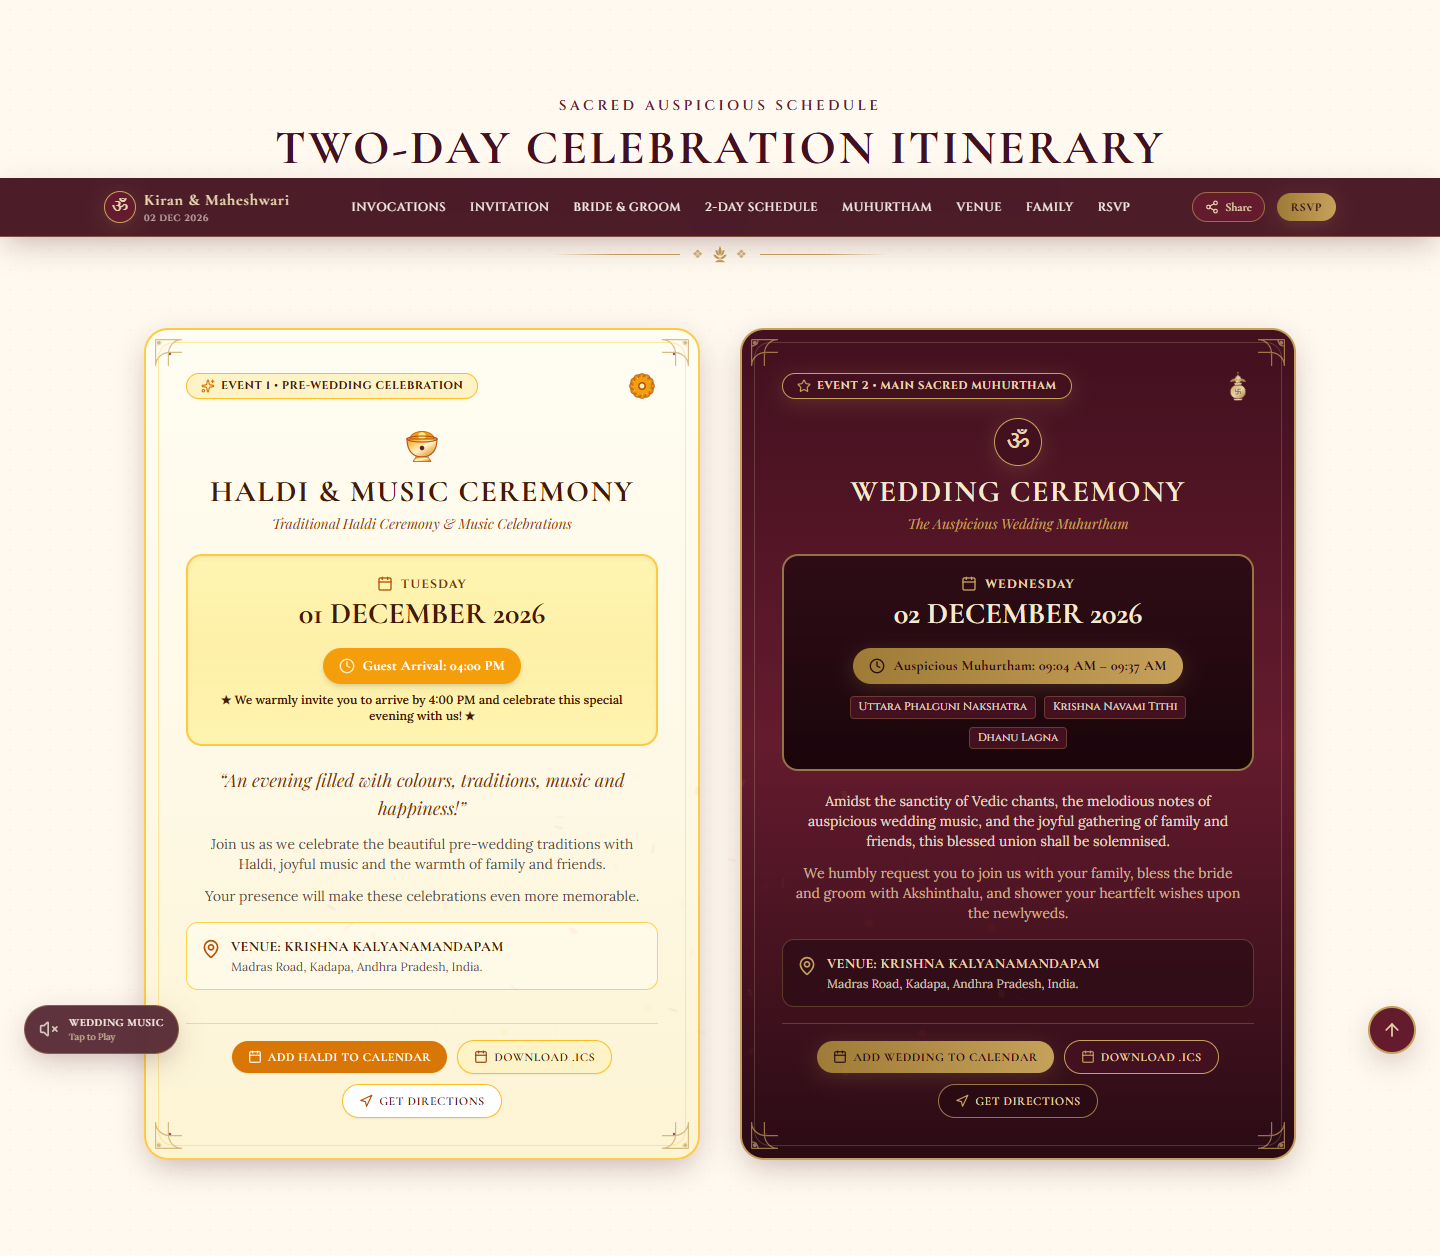 SACRED AUSPICIOUS SCHEDULE
TWO-DAY CELEBRATION ITINERARY
ॐ
Kiran & Maheshwari
02 DEC 2026
INVOCATIONS
INVITATION
BRIDE & GROOM
2-DAY SCHEDULE
MUHURTHAM
VENUE
FAMILY
RSVP
Share
RSVP
EVENT 1 • PRE-WEDDING CELEBRATION
HALDI & MUSIC CEREMONY
Traditional Haldi Ceremony & Music Celebrations
TUESDAY
01 DECEMBER 2026
Guest Arrival: 04:00 PM
★ We warmly invite you to arrive by 4:00 PM and celebrate this special
evening with us! ★
“An evening filled with colours, traditions, music and
happiness!”
Join us as we celebrate the beautiful pre-wedding traditions with
Haldi, joyful music and the warmth of family and friends.
Your presence will make these celebrations even more memorable.
VENUE: KRISHNA KALYANAMANDAPAM
Madras Road, Kadapa, Andhra Pradesh, India.
ADD HALDI TO CALENDAR
DOWNLOAD .ICS
GET DIRECTIONS
EVENT 2 • MAIN SACRED MUHURTHAM
ॐ
WEDDING CEREMONY
The Auspicious Wedding Muhurtham
WEDNESDAY
02 DECEMBER 2026
Auspicious Muhurtham: 09:04 AM – 09:37 AM
UTTARA PHALGUNI NAKSHATRA
KRISHNA NAVAMI TITHI
DHANU LAGNA
Amidst the sanctity of Vedic chants, the melodious notes of
auspicious wedding music, and the joyful gathering of family and
friends, this blessed union shall be solemnised.
We humbly request you to join us with your family, bless the bride
and groom with Akshinthalu, and shower your heartfelt wishes upon
the newlyweds.
VENUE: KRISHNA KALYANAMANDAPAM
Madras Road, Kadapa, Andhra Pradesh, India.
ADD WEDDING TO CALENDAR
DOWNLOAD .ICS
GET DIRECTIONS
WEDDING MUSIC
Tap to Play